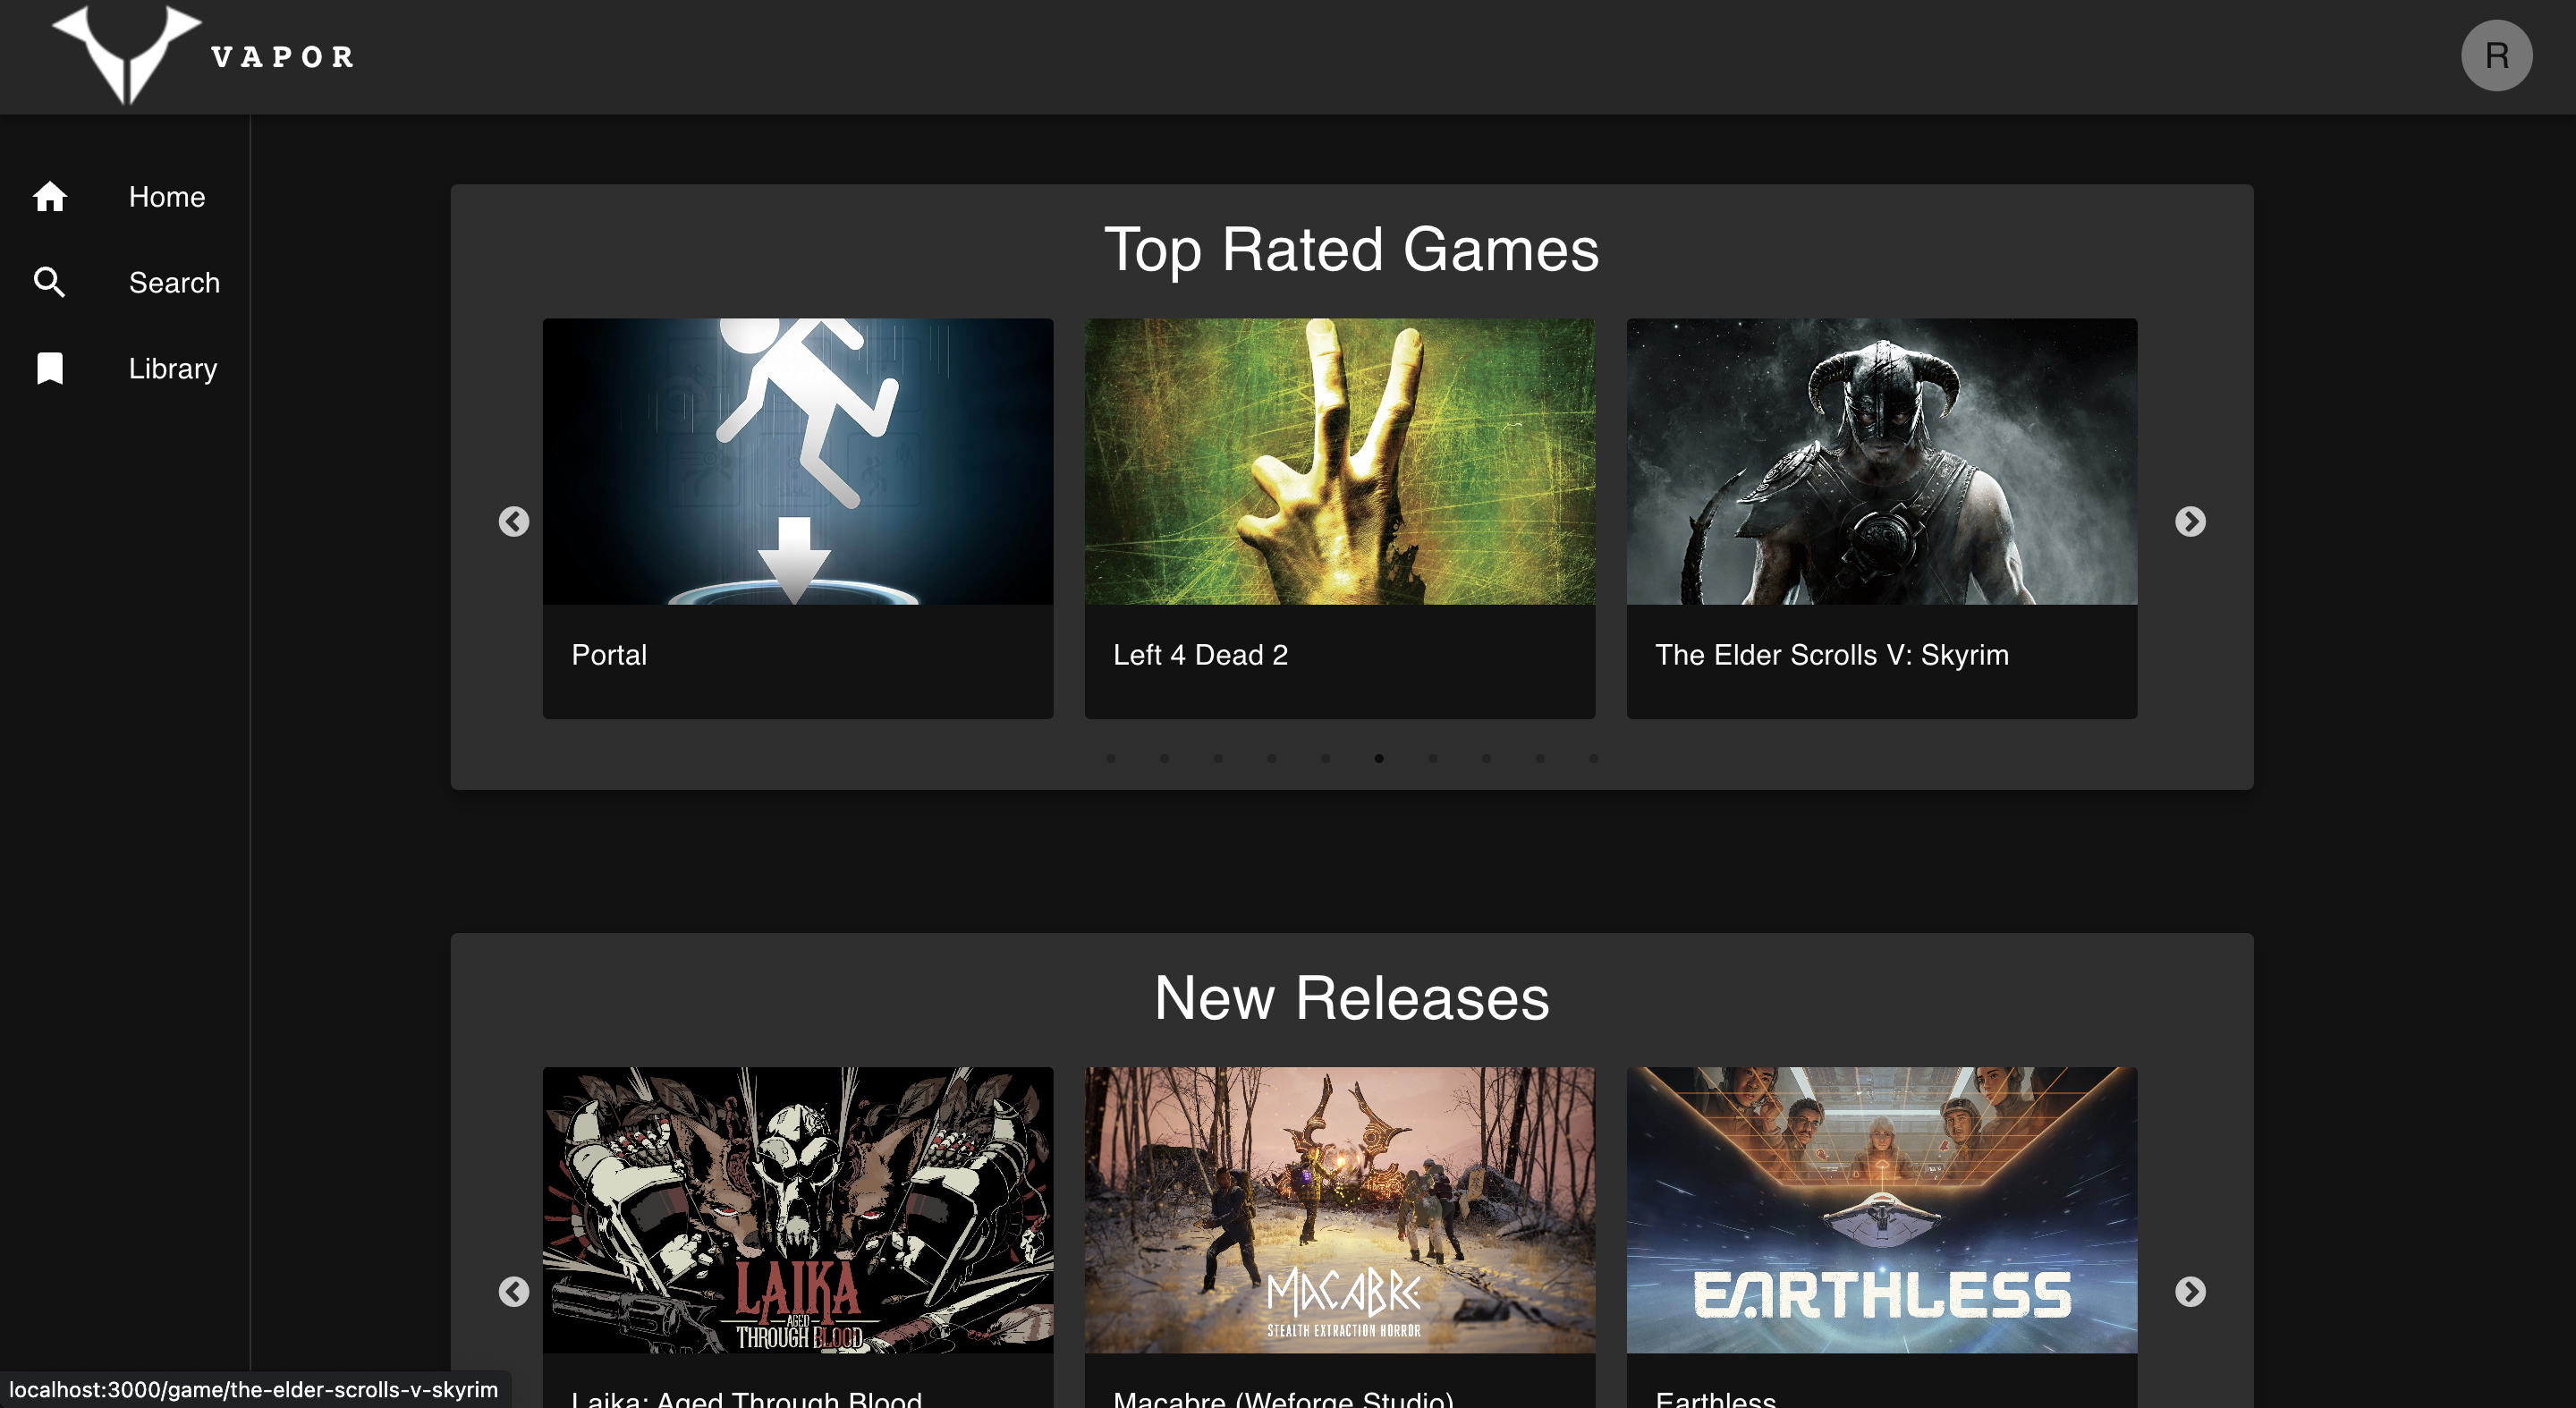 VAPOR
R
Home
Search
Library
Top Rated Games
Portal
Left 4 Dead 2
The Elder Scrolls V: Skyrim
New Releases
LAIKA
AGED
THROUGH BLOOD
MACABRE
STEALTH EXTRACTION HORROR
EARTHLESS
Laika: Aged Through Blood
Macabre (Weforge Studio)
Earthless
localhost:3000/game/the-elder-scrolls-v-skyrim